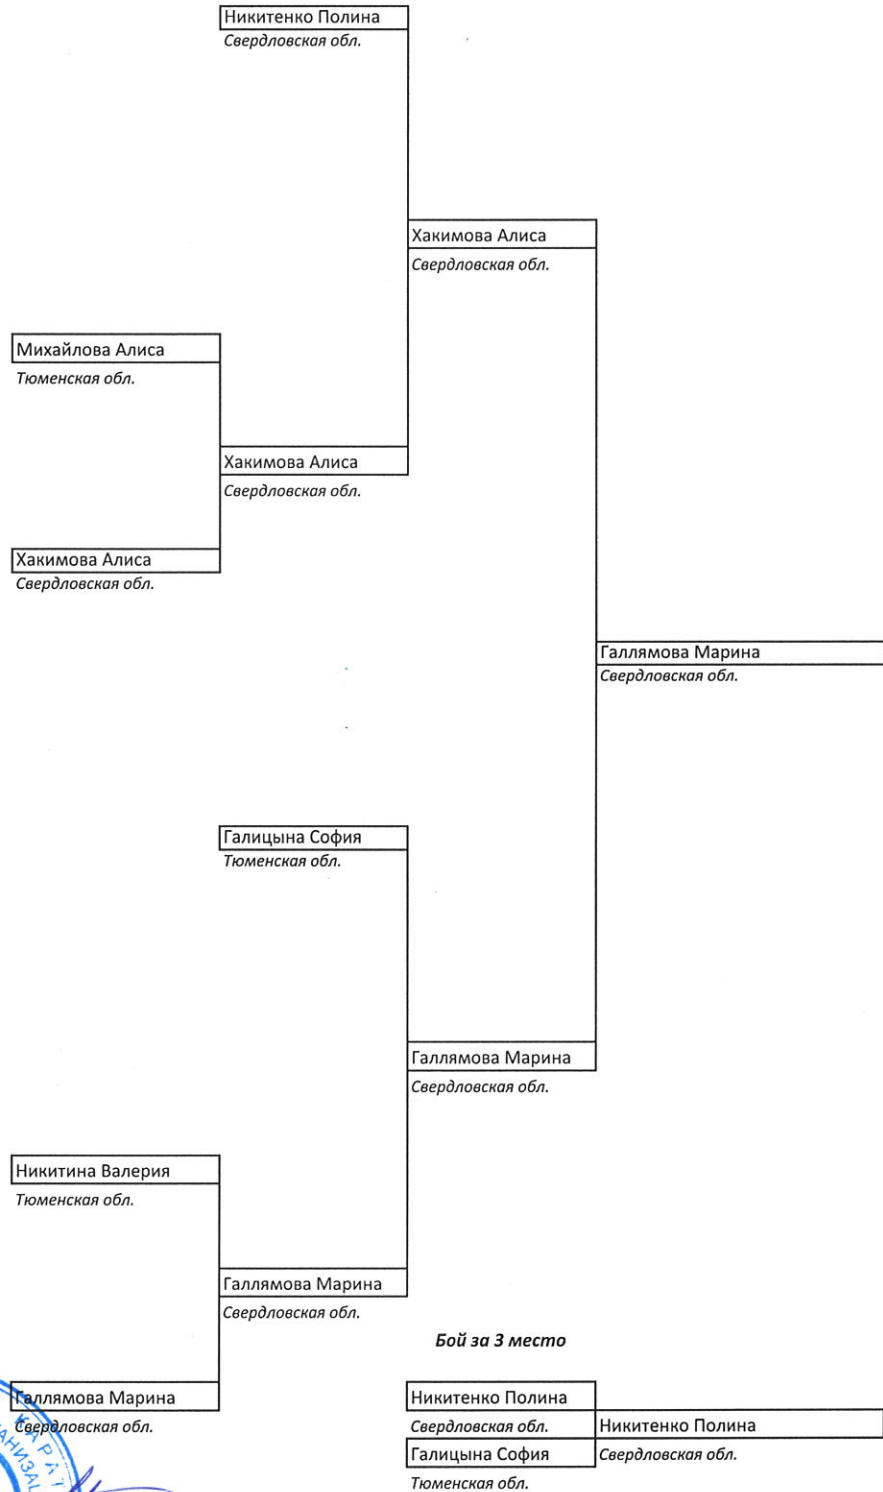 Никитенко Полина
Свердловская обл.
Хакимова Алиса
Свердловская обл.
Михайлова Алиса
Тюменская обл.
Хакимова Алиса
Свердловская обл.
Хакимова Алиса
Свердловская обл.
Галлямова Марина
Свердловская обл.
Галицына София
Тюменская обл.
Галлямова Марина
Свердловская обл.
Никитина Валерия
Тюменская обл.
Галлямова Марина
Свердловская обл.
Бой за 3 место
Галлямова Марина
Свердловская обл.
Никитенко Полина
Свердловская обл.
Никитенко Полина
Галицына София
Свердловская обл.
Тюменская обл.